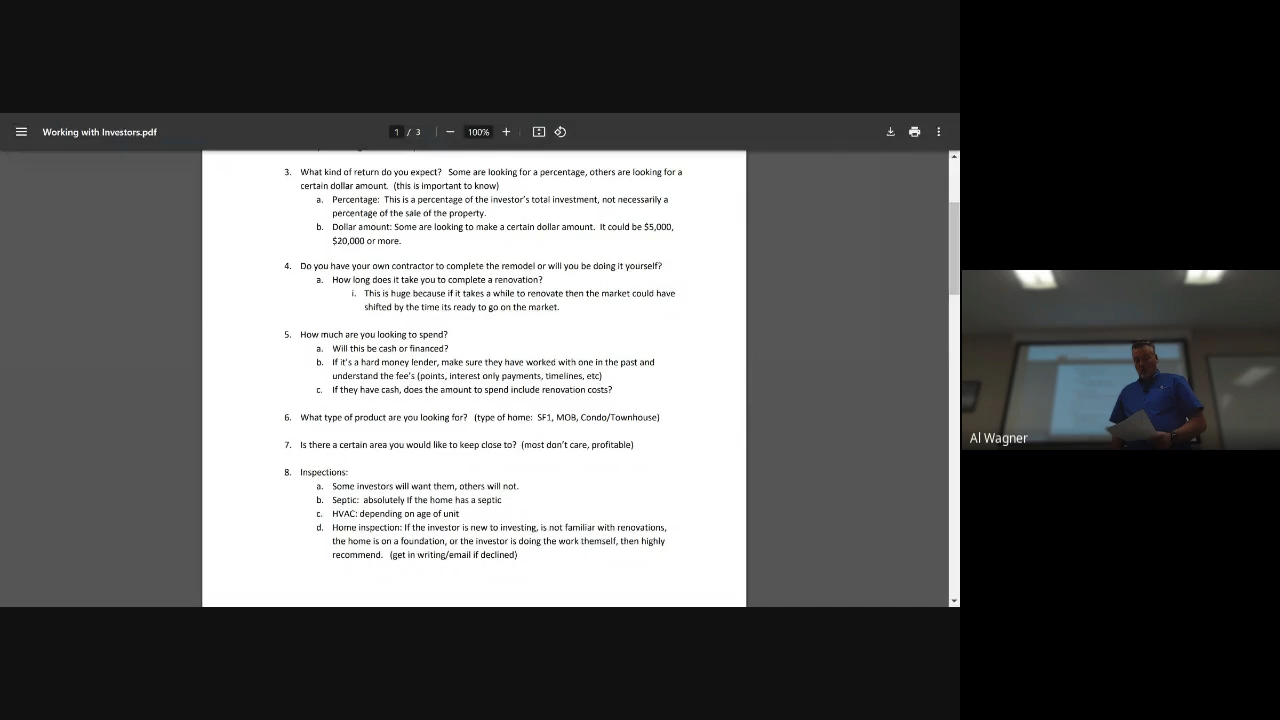 Working with Investors.pdf
1 / 3
100%
3. What kind of return do you expect? Some are looking for a percentage, others are looking for a
certain dollar amount. (this is important to know)
a. Percentage: This is a percentage of the investor's total investment, not necessarily a
percentage of the sale of the property.
b. Dollar amount: Some are looking to make a certain dollar amount. It could be $5,000,
$20,000 or more.
4. Do you have your own contractor to complete the remodel or will you be doing it yourself?
a. How long does it take you to complete a renovation?
i. This is huge because if it takes a while to renovate then the market could have
shifted by the time its ready to go on the market.
5. How much are you looking to spend?
a. Will this be cash or financed?
b. If it's a hard money lender, make sure they have worked with one in the past and
understand the fee's (points, interest only payments, timelines, etc)
c. If they have cash, does the amount to spend include renovation costs?
6. What type of product are you looking for? (type of home: SF1, MOB, Condo/Townhouse)
7. Is there a certain area you would like to keep close to? (most don't care, profitable)
8. Inspections:
a. Some investors will want them, others will not.
b. Septic: absolutely If the home has a septic
c. HVAC: depending on age of unit
d. Home inspection: If the investor is new to investing, is not familiar with renovations,
the home is on a foundation, or the investor is doing the work themself, then highly
recommend. (get in writing/email if declined)
Al Wagner